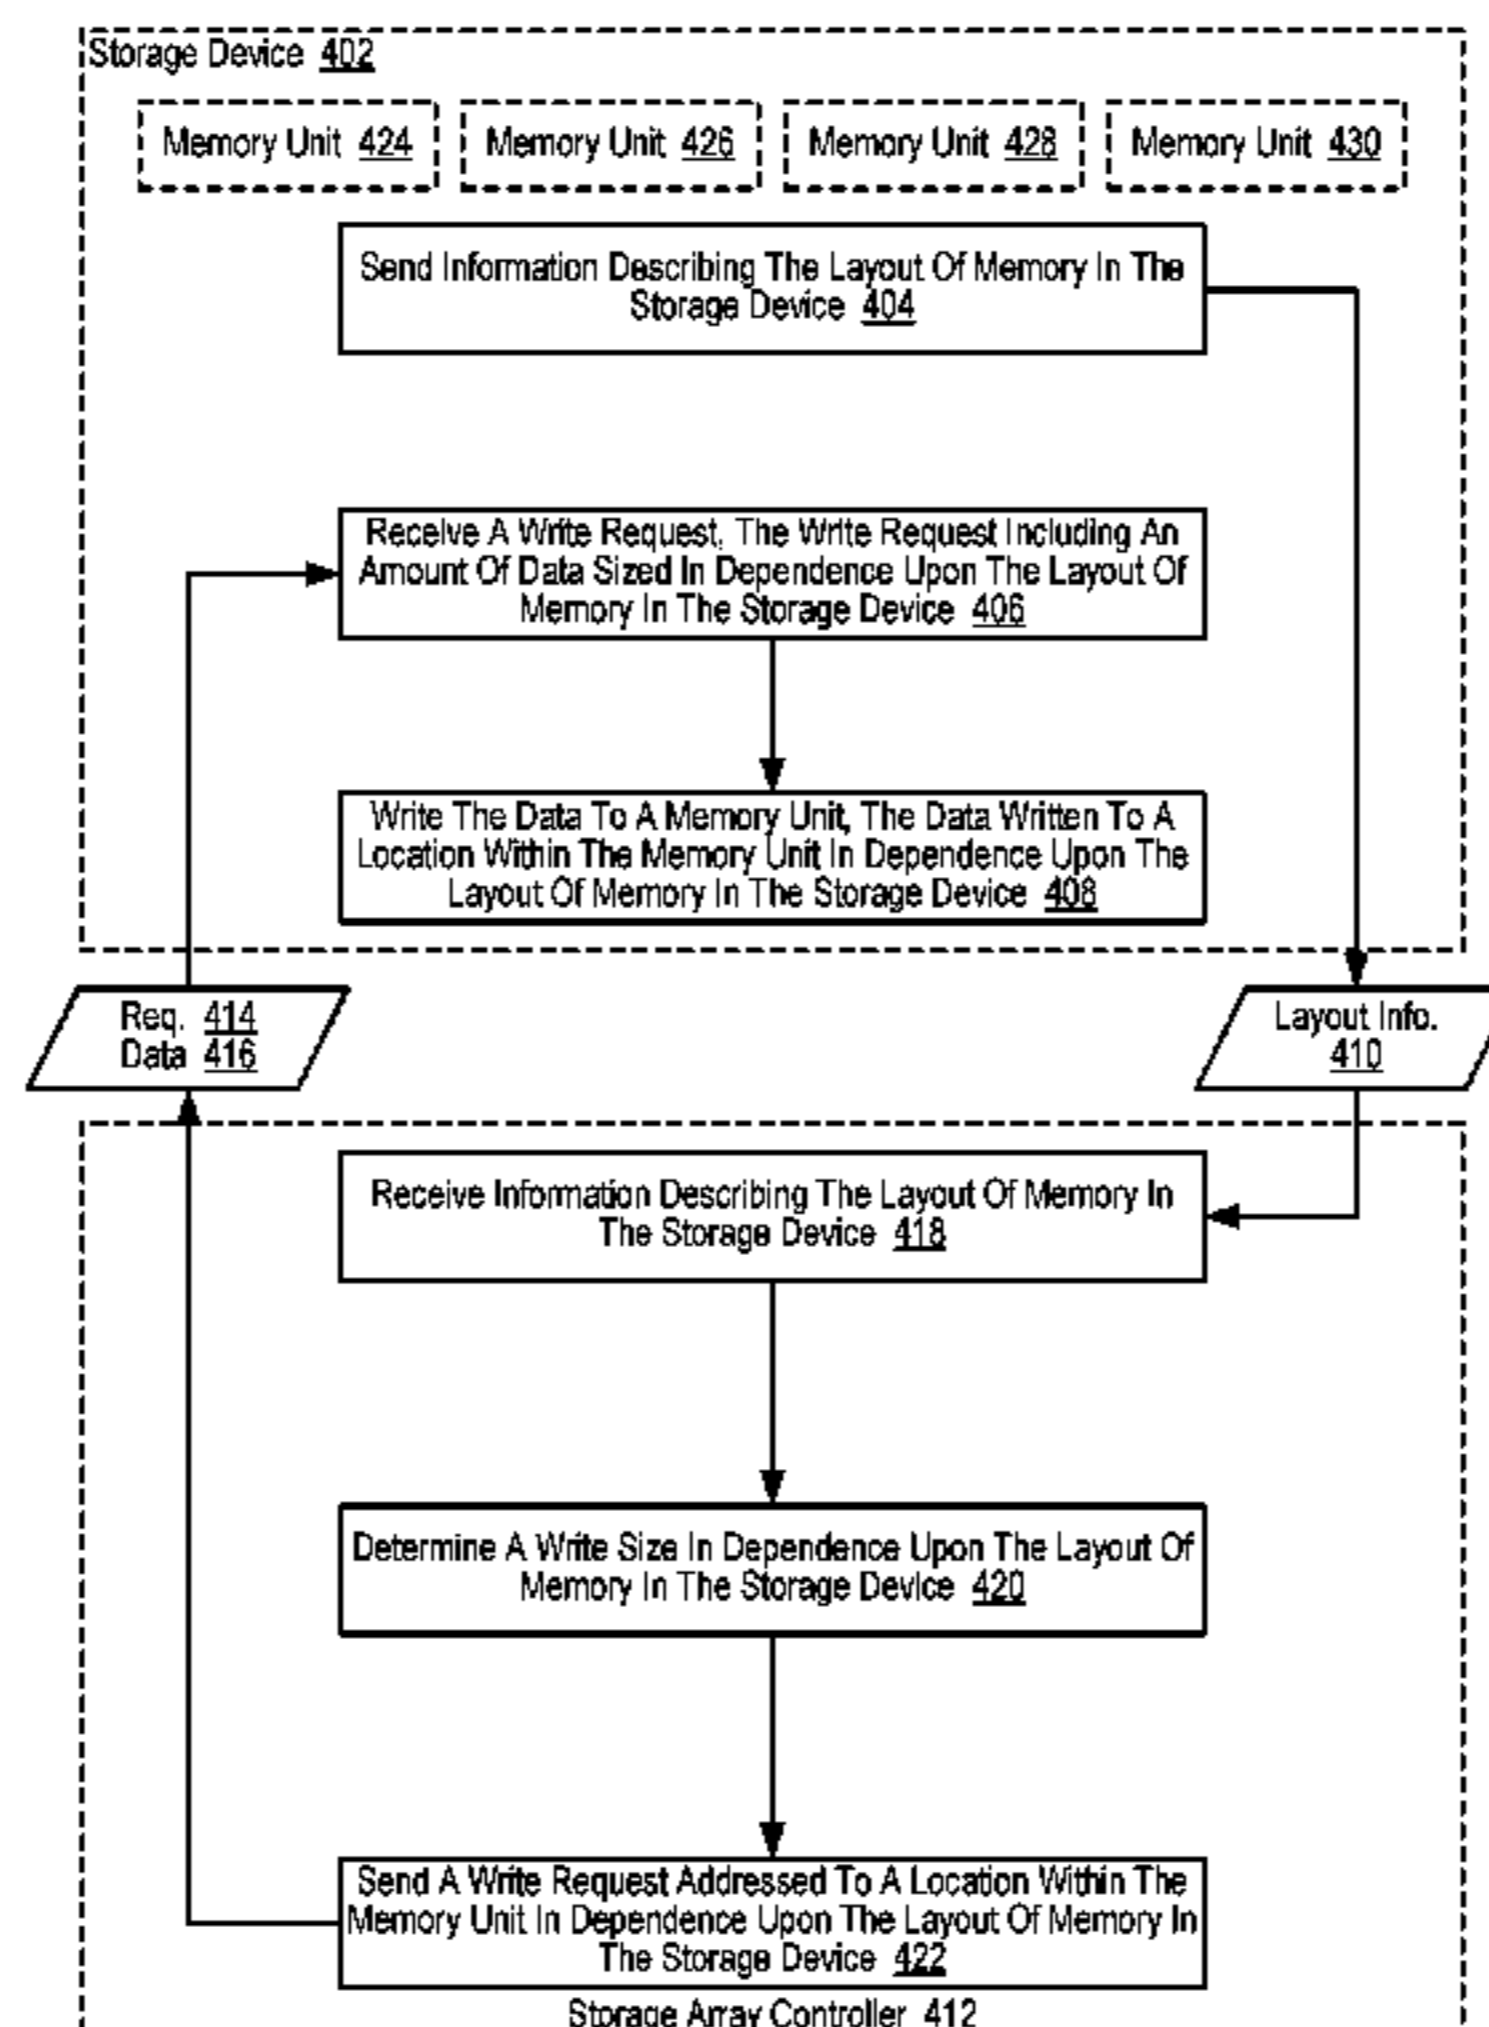 Storage Device 402
Memory Unit 424
Memory Unit 426
Memory Unit 428
Memory Unit 430
Send Information Describing The Layout Of Memory In The
Storage Device 404
Receive A Write Request, The Write Request Including An
Amount Of Data Sized In Dependence Upon The Layout Of
Memory In The Storage Device 406
Write The Data To A Memory Unit, The Data Written To A
Location Within The Memory Unit In Dependence Upon The
Layout Of Memory In The Storage Device 408
Req. 414
Data 416
Layout Info.
410
Receive Information Describing The Layout Of Memory In
The Storage Device 418
Determine A Write Size In Dependence Upon The Layout Of
Memory In The Storage Device 420
Send A Write Request Addressed To A Location Within The
Memory Unit In Dependence Upon The Layout Of Memory In
The Storage Device 422
Storage Array Controller 412